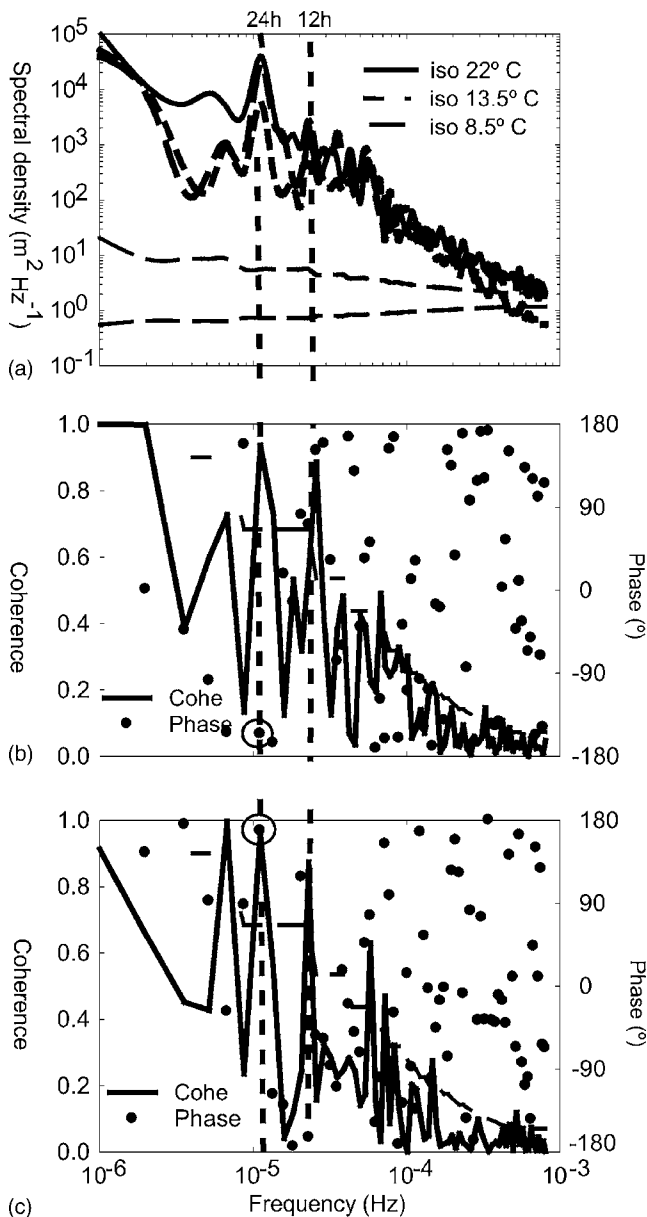 24h 12h
10^5
10^4
10^3
10^2
10^1
10^0
10^-1
Spectral density (m^2 Hz^-1)
iso 22º C
iso 13.5º C
iso 8.5º C
(a)
1.0
0.8
0.6
0.4
0.2
0.0
Coherence
Cohe
Phase
180
90
0
-90
-180
Phase (º)
(b)
1.0
0.8
0.6
0.4
0.2
0.0
Coherence
Cohe
Phase
180
90
0
-90
-180
Phase (º)
10^-6 10^-5 10^-4 10^-3
Frequency (Hz)
(c)